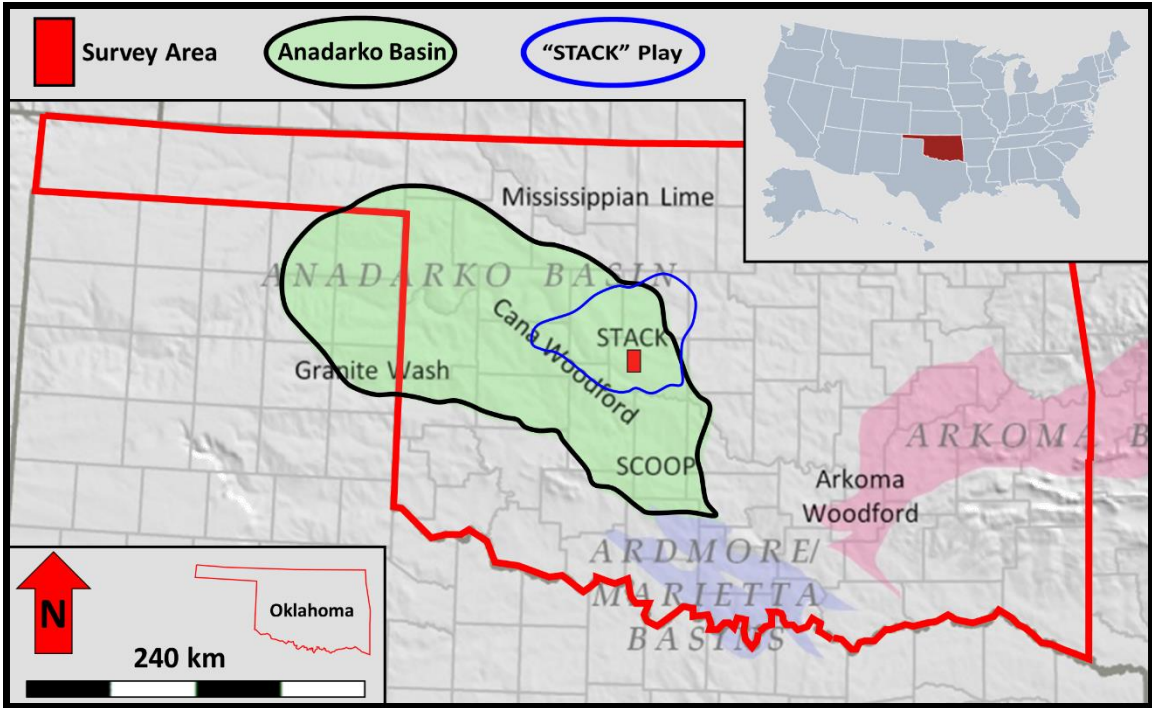 Survey Area
Anadarko Basin
“STACK” Play
Mississippian Lime
ANADARKO BASIN
Cana Woodford
STACK
Granite Wash
SCOOP
ARKOMA B
Arkoma
Woodford
ARDMORE/
MARIETTA
BASINS
N
Oklahoma
240 km